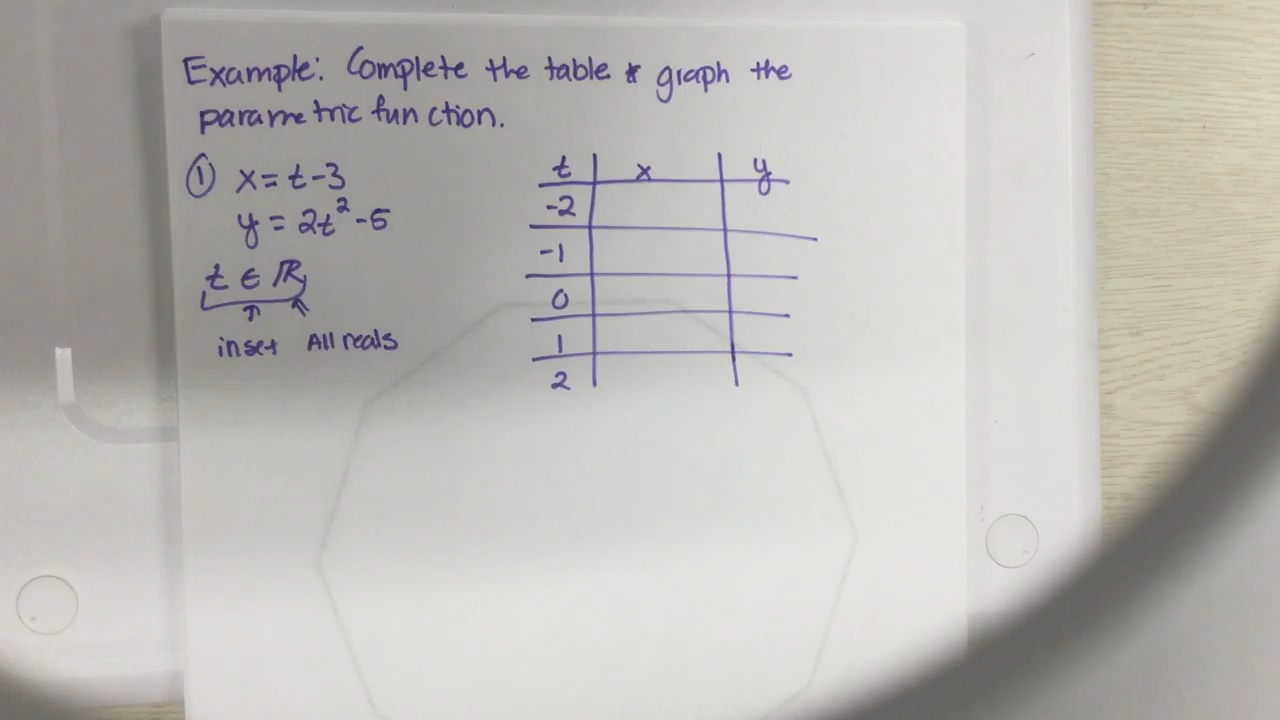 Example: Complete the table & graph the
parametric function.
① x = t - 3
y = 2t² - 5
t ∈ ℝ
↑ ↖
inset All reals
t x y
-2
-1
0
1
2